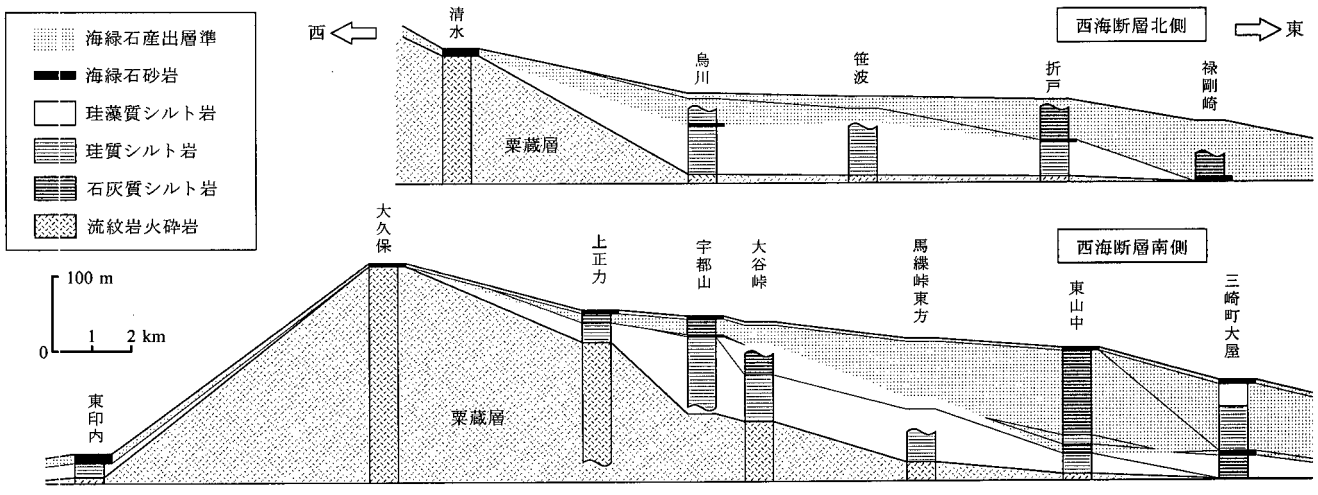 海緑石産出層準
海緑石砂岩
珪藻質シルト岩
珪質シルト岩
石灰質シルト岩
流紋岩火砕岩
西
清水
烏川
笹波
折戸
禄剛崎
西海断層北側
東
粟蔵層
100 m
0
1
2 km
東印内
大久保
上正力
宇都山
大谷峠
馬緤峠東方
東山中
三崎町大屋
西海断層南側
粟蔵層